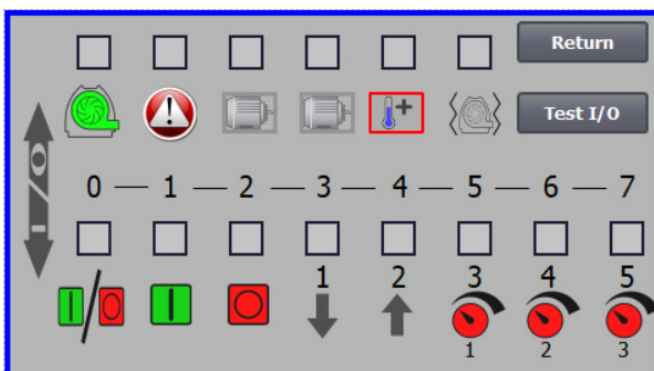 Return
Test I/O
I/O
0 — 1 — 2 — 3 — 4 — 5 — 6 — 7
1 2 3 4 5
1 2 3